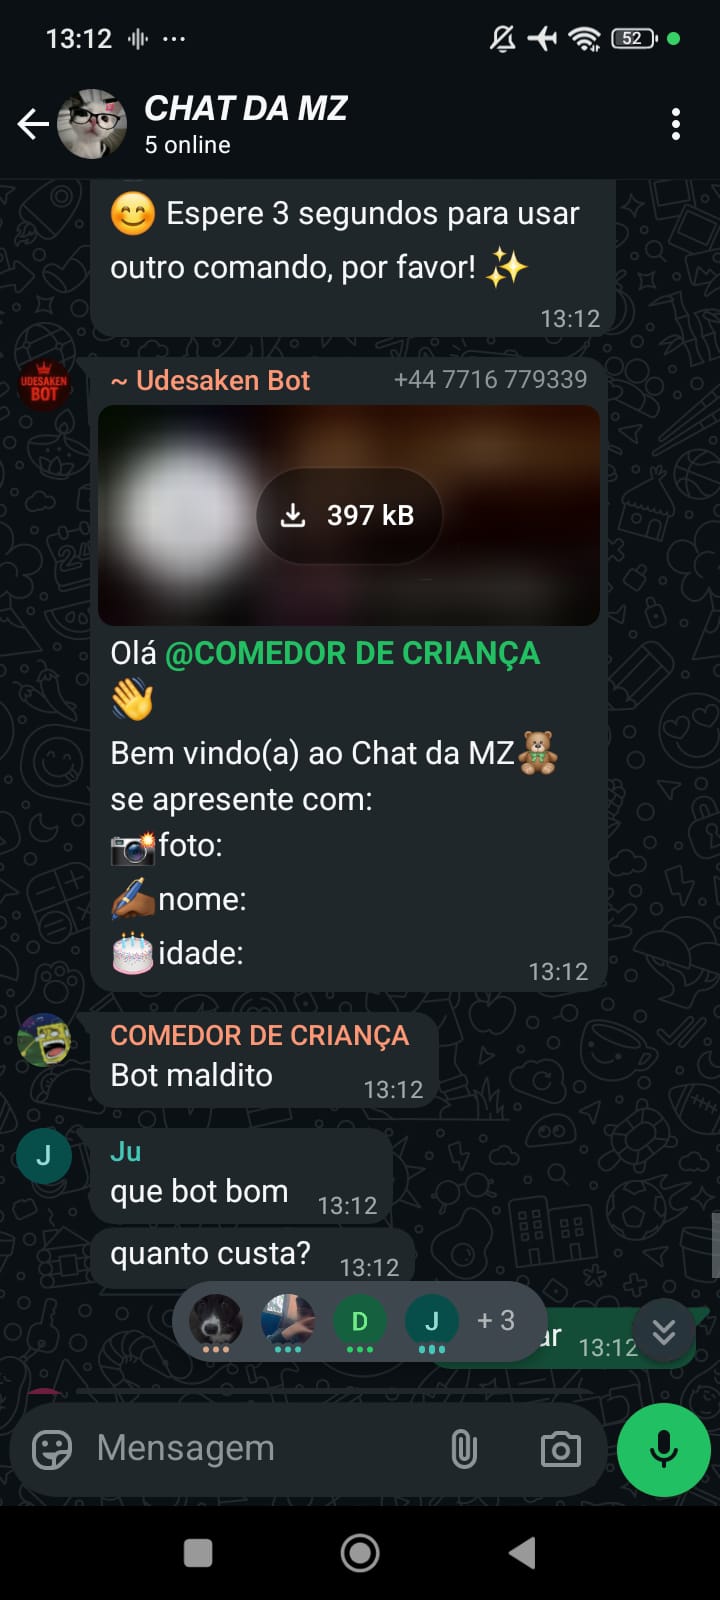 13:12
52
CHAT DA MZ
5 online
😊 Espere 3 segundos para usar
outro comando, por favor! ✨
13:12
UDESAKEN
BOT
~ Udesaken Bot +44 7716 779339
397 kB
Olá @COMEDOR DE CRIANÇA
👋
Bem vindo(a) ao Chat da MZ🧸
se apresente com:
📸foto:
✍🏾nome:
🎂idade:
13:12
COMEDOR DE CRIANÇA
Bot maldito 13:12
J
Ju
que bot bom 13:12
quanto custa? 13:12
D J + 3
ar 13:12
Mensagem